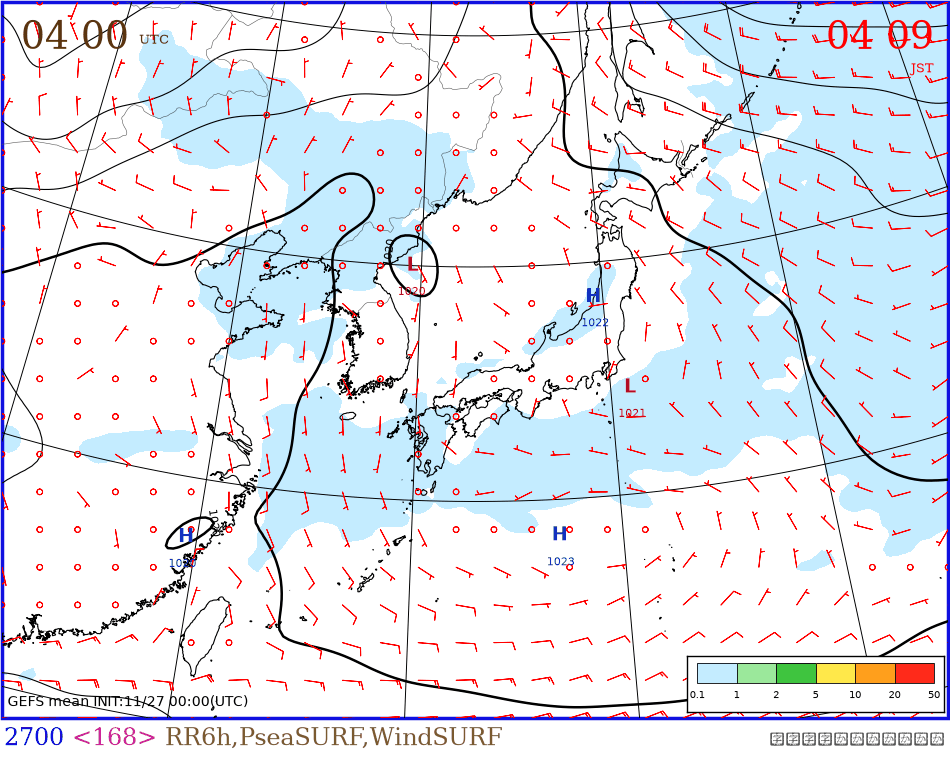 04 00 UTC
04 09
JST
L
1020
H
1022
L
1021
H
H
1023
0.1 1 2 5 10 20 50
GEFS mean INIT:11/27 00:00(UTC)
2700 <168> RR6h,PseaSURF,WindSURF